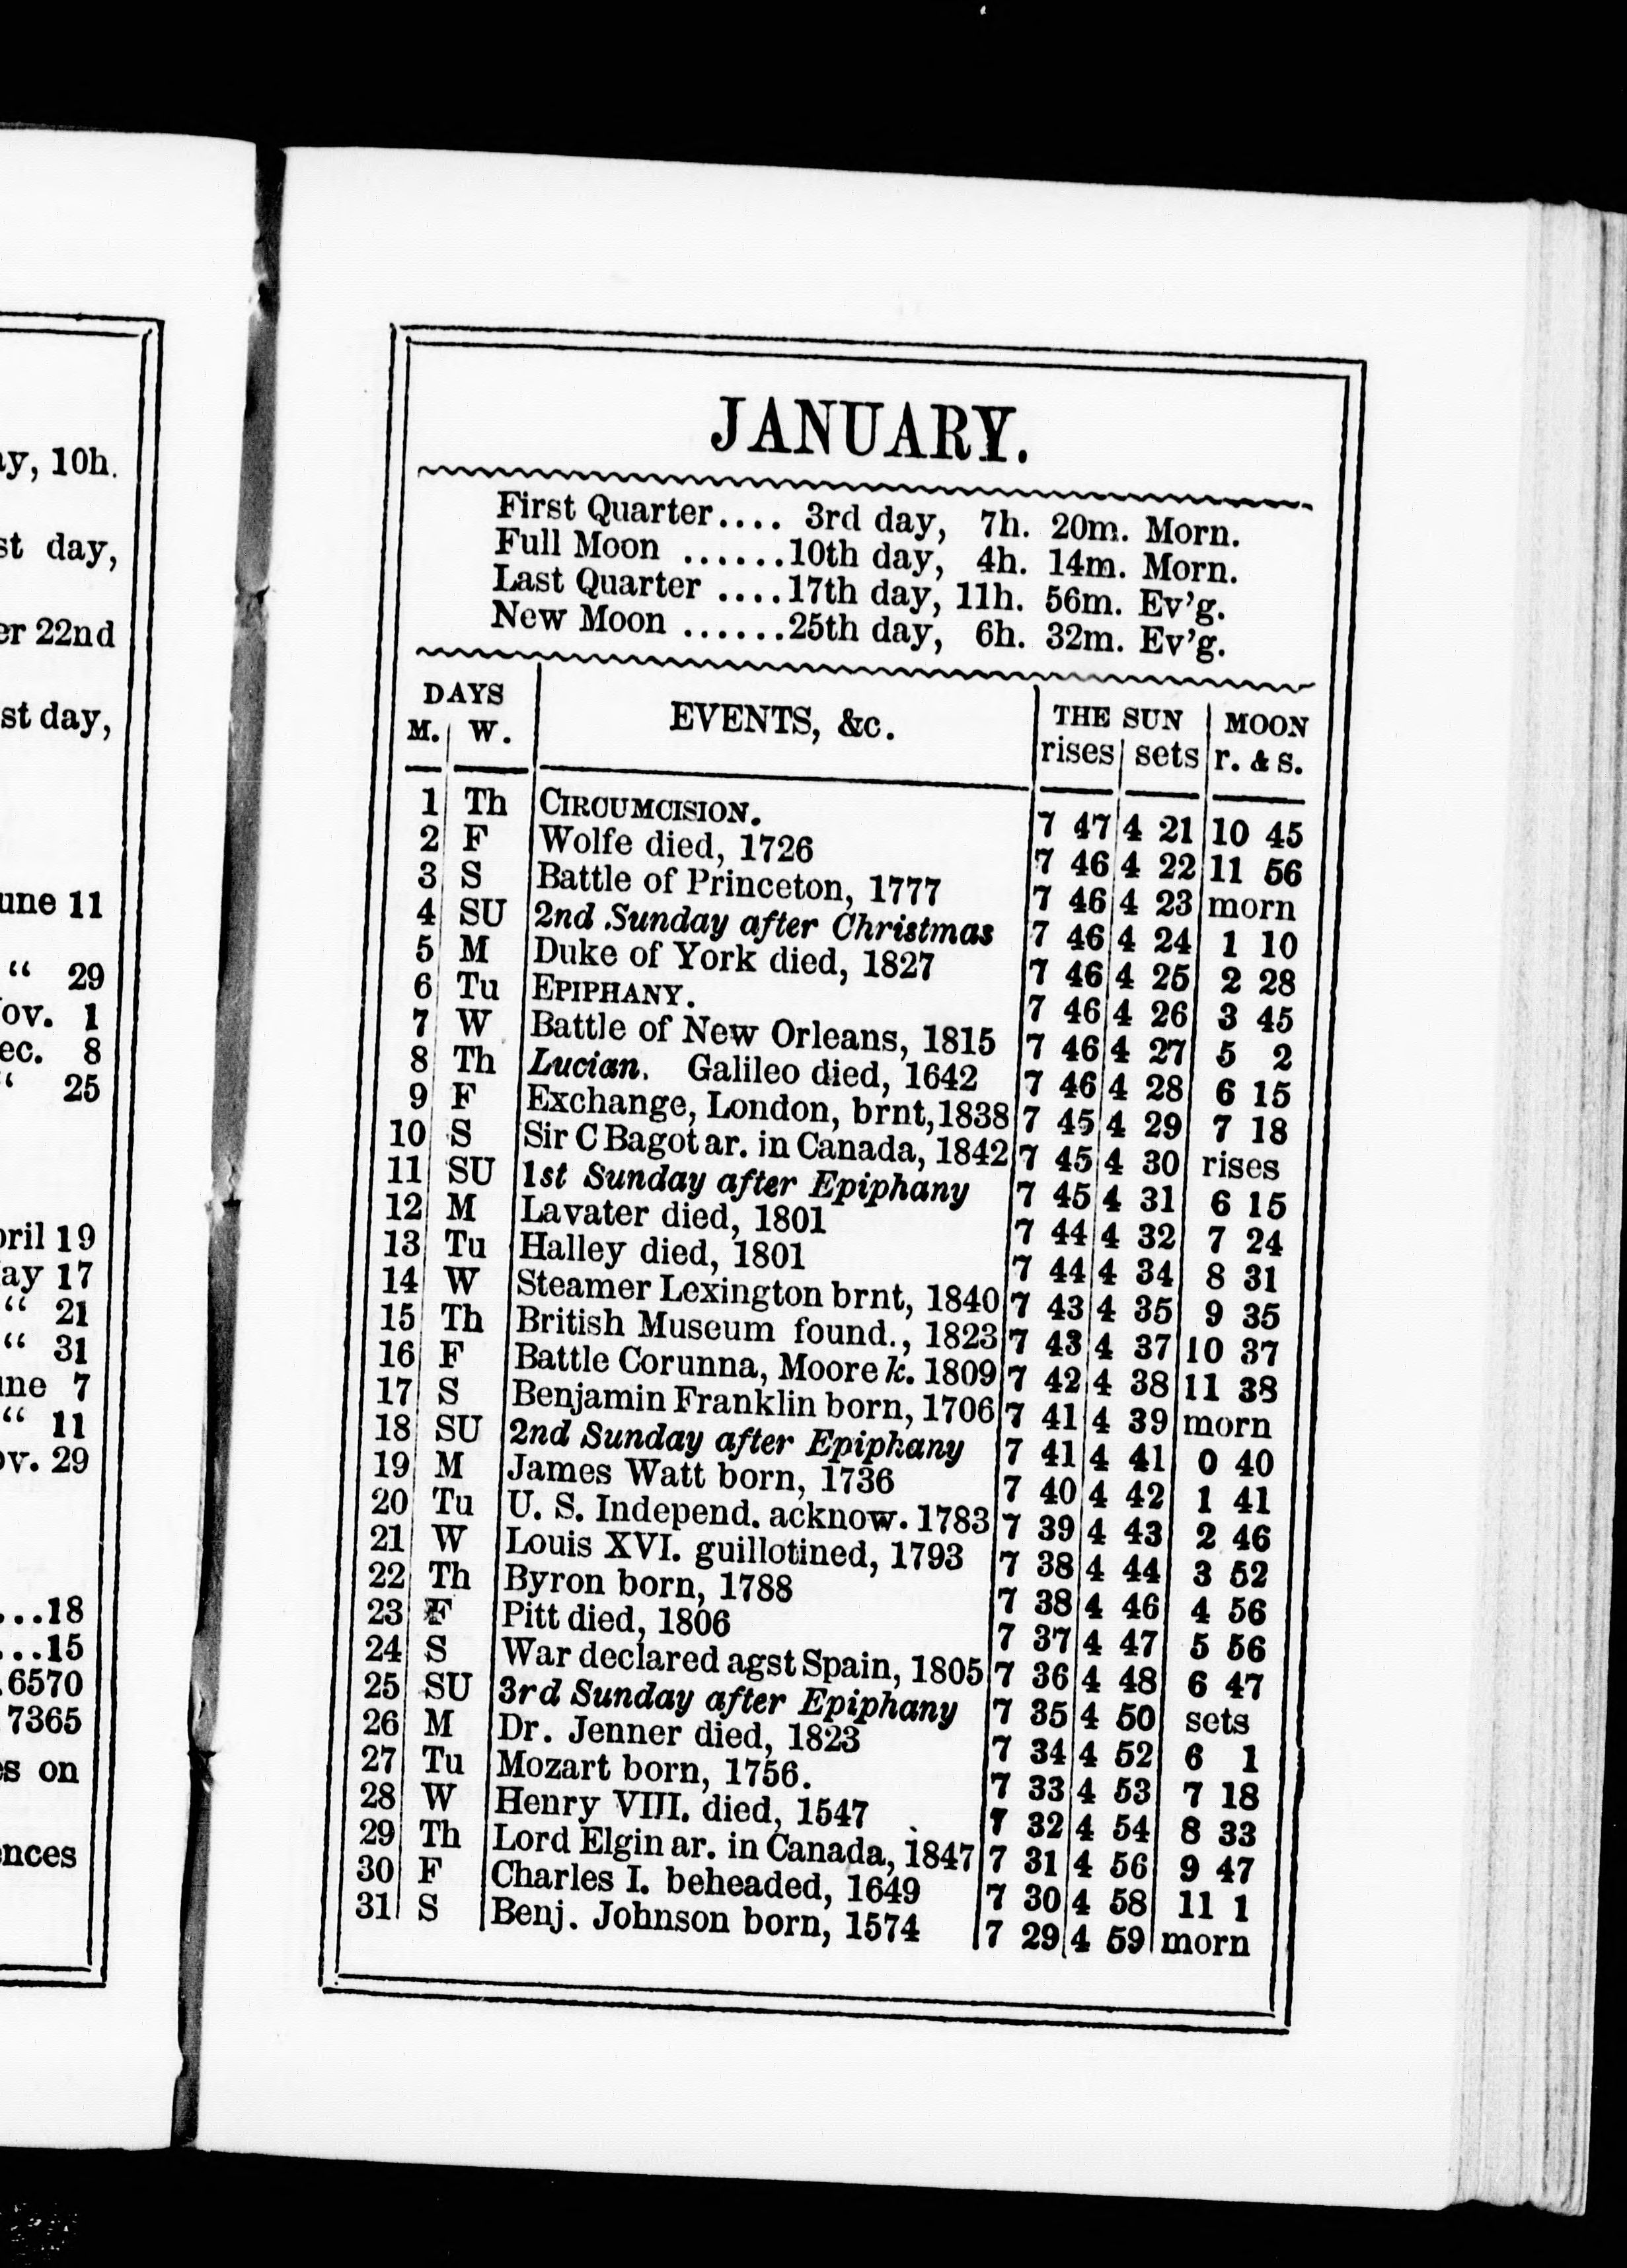 ay, 10h.
st day,
er 22nd
st day,
une 11
“ 29
ov. 1
ec. 8
“ 25
pril 19
ay 17
“ 21
“ 31
une 7
“ 11
ov. 29
...18
...15
.6570
7365
es on
ences
JANUARY.
First Quarter.... 3rd day, 7h. 20m. Morn.
Full Moon ......10th day, 4h. 14m. Morn.
Last Quarter ....17th day, 11h. 56m. Ev'g.
New Moon ......25th day, 6h. 32m. Ev'g.
DAYS EVENTS, &c. THE SUN MOON
M. W. rises sets r. & s.
1 Th CIRCUMCISION. 7 47 4 21 10 45
2 F Wolfe died, 1726 7 46 4 22 11 56
3 S Battle of Princeton, 1777 7 46 4 23 morn
4 SU 2nd Sunday after Christmas 7 46 4 24 1 10
5 M Duke of York died, 1827 7 46 4 25 2 28
6 Tu EPIPHANY. 7 46 4 26 3 45
7 W Battle of New Orleans, 1815 7 46 4 27 5 2
8 Th Lucian. Galileo died, 1642 7 46 4 28 6 15
9 F Exchange, London, brnt,1838 7 45 4 29 7 18
10 S Sir C Bagot ar. in Canada, 1842 7 45 4 30 rises
11 SU 1st Sunday after Epiphany 7 45 4 31 6 15
12 M Lavater died, 1801 7 44 4 32 7 24
13 Tu Halley died, 1801 7 44 4 34 8 31
14 W Steamer Lexington brnt, 1840 7 43 4 35 9 35
15 Th British Museum found., 1823 7 43 4 37 10 37
16 F Battle Corunna, Moore k. 1809 7 42 4 38 11 38
17 S Benjamin Franklin born, 1706 7 41 4 39 morn
18 SU 2nd Sunday after Epiphany 7 41 4 41 0 40
19 M James Watt born, 1736 7 40 4 42 1 41
20 Tu U. S. Independ. acknow. 1783 7 39 4 43 2 46
21 W Louis XVI. guillotined, 1793 7 38 4 44 3 52
22 Th Byron born, 1788 7 38 4 46 4 56
23 F Pitt died, 1806 7 37 4 47 5 56
24 S War declared agst Spain, 1805 7 36 4 48 6 47
25 SU 3rd Sunday after Epiphany 7 35 4 50 sets
26 M Dr. Jenner died, 1823 7 34 4 52 6 1
27 Tu Mozart born, 1756. 7 33 4 53 7 18
28 W Henry VIII. died, 1547 7 32 4 54 8 33
29 Th Lord Elgin ar. in Canada, 1847 7 31 4 56 9 47
30 F Charles I. beheaded, 1649 7 30 4 58 11 1
31 S Benj. Johnson born, 1574 7 29 4 59 morn